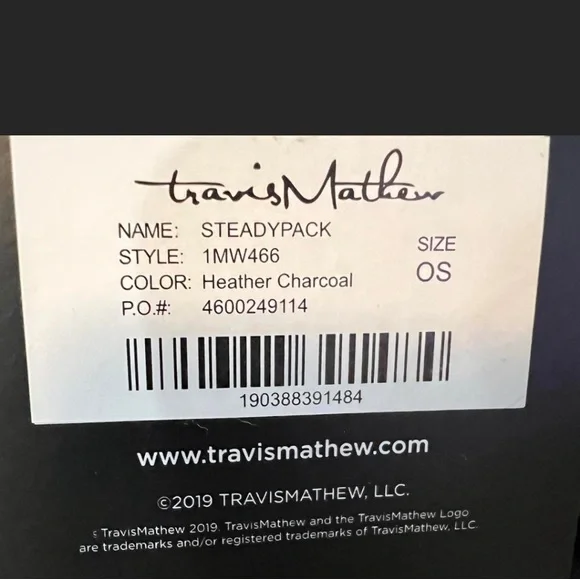 travisMathew
NAME: STEADYPACK
STYLE: 1MW466
COLOR: Heather Charcoal
P.O.#: 4600249114
SIZE
OS
190388391484
www.travismathew.com
©2019 TRAVISMATHEW, LLC.
TravisMathew 2019. TravisMathew and the TravisMathew Logo
are trademarks and/or registered trademarks of TravisMathew, LLC.